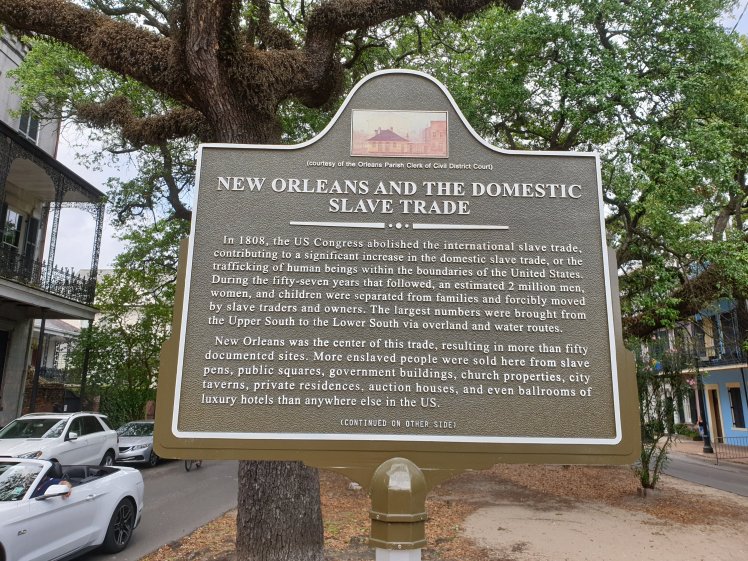 (courtesy of the Orleans Parish Clerk of Civil District Court)
NEW ORLEANS AND THE DOMESTIC
SLAVE TRADE
In 1808, the US Congress abolished the international slave trade,
contributing to a significant increase in the domestic slave trade, or the
trafficking of human beings within the boundaries of the United States.
During the fifty-seven years that followed, an estimated 2 million men,
women, and children were separated from families and forcibly moved
by slave traders and owners. The largest numbers were brought from
the Upper South to the Lower South via overland and water routes.
New Orleans was the center of this trade, resulting in more than fifty
documented sites. More enslaved people were sold here from slave
pens, public squares, government buildings, church properties, city
taverns, private residences, auction houses, and even ballrooms of
luxury hotels than anywhere else in the US.
(CONTINUED ON OTHER SIDE)